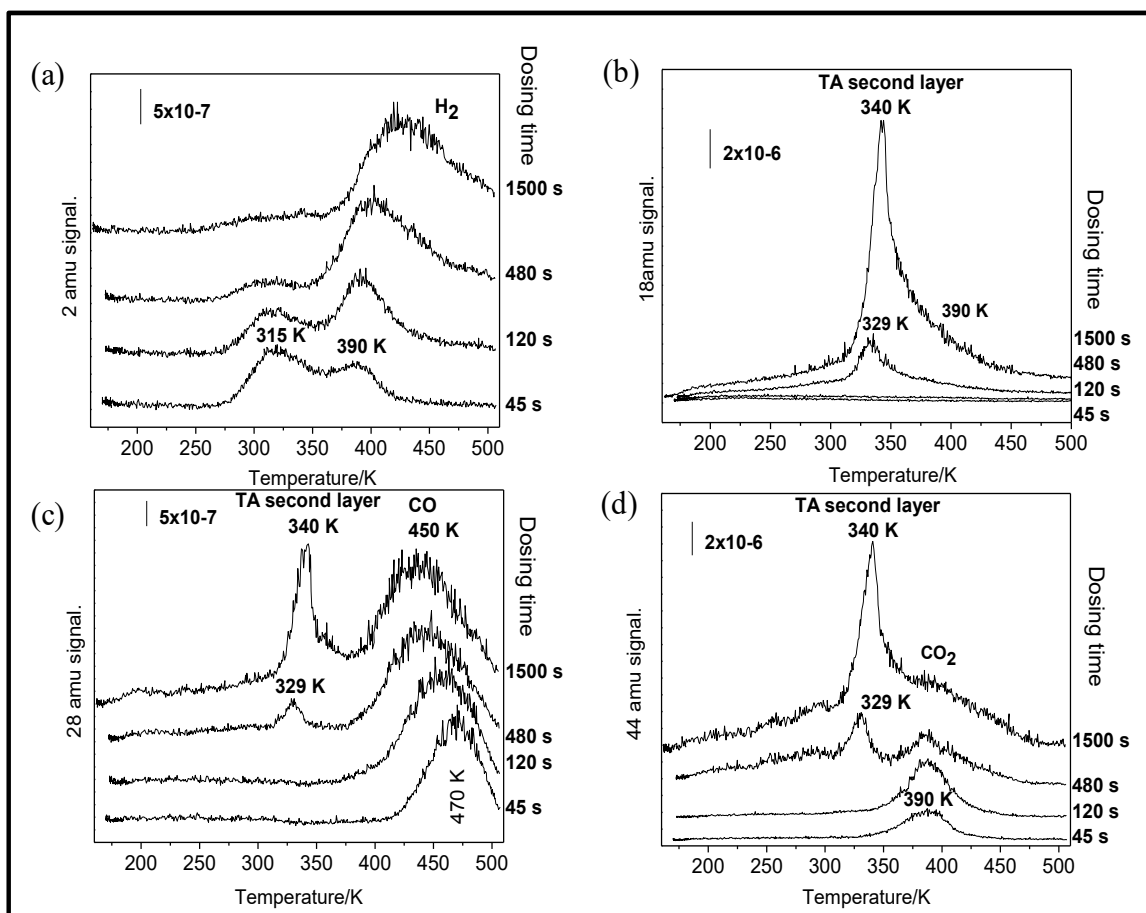 (a)
5x10-7
H2
315 K
390 K
2 amu signal.
Dosing time
1500 s
480 s
120 s
45 s
200 250 300 350 400 450 500
Temperature/K
(b)
TA second layer
340 K
2x10-6
329 K
390 K
18amu signal.
Dosing time
1500 s
480 s
120 s
45 s
200 250 300 350 400 450 500
Temperature/K
(c)
TA second layer
5x10-7
340 K
CO
450 K
329 K
470 K
28 amu signal.
Dosing time
1500 s
480 s
120 s
45 s
200 250 300 350 400 450 500
Temperature/K
(d)
TA second layer
340 K
2x10-6
CO2
329 K
390 K
44 amu signal.
Dosing time
1500 s
480 s
120 s
45 s
200 250 300 350 400 450 500
Temperature/K